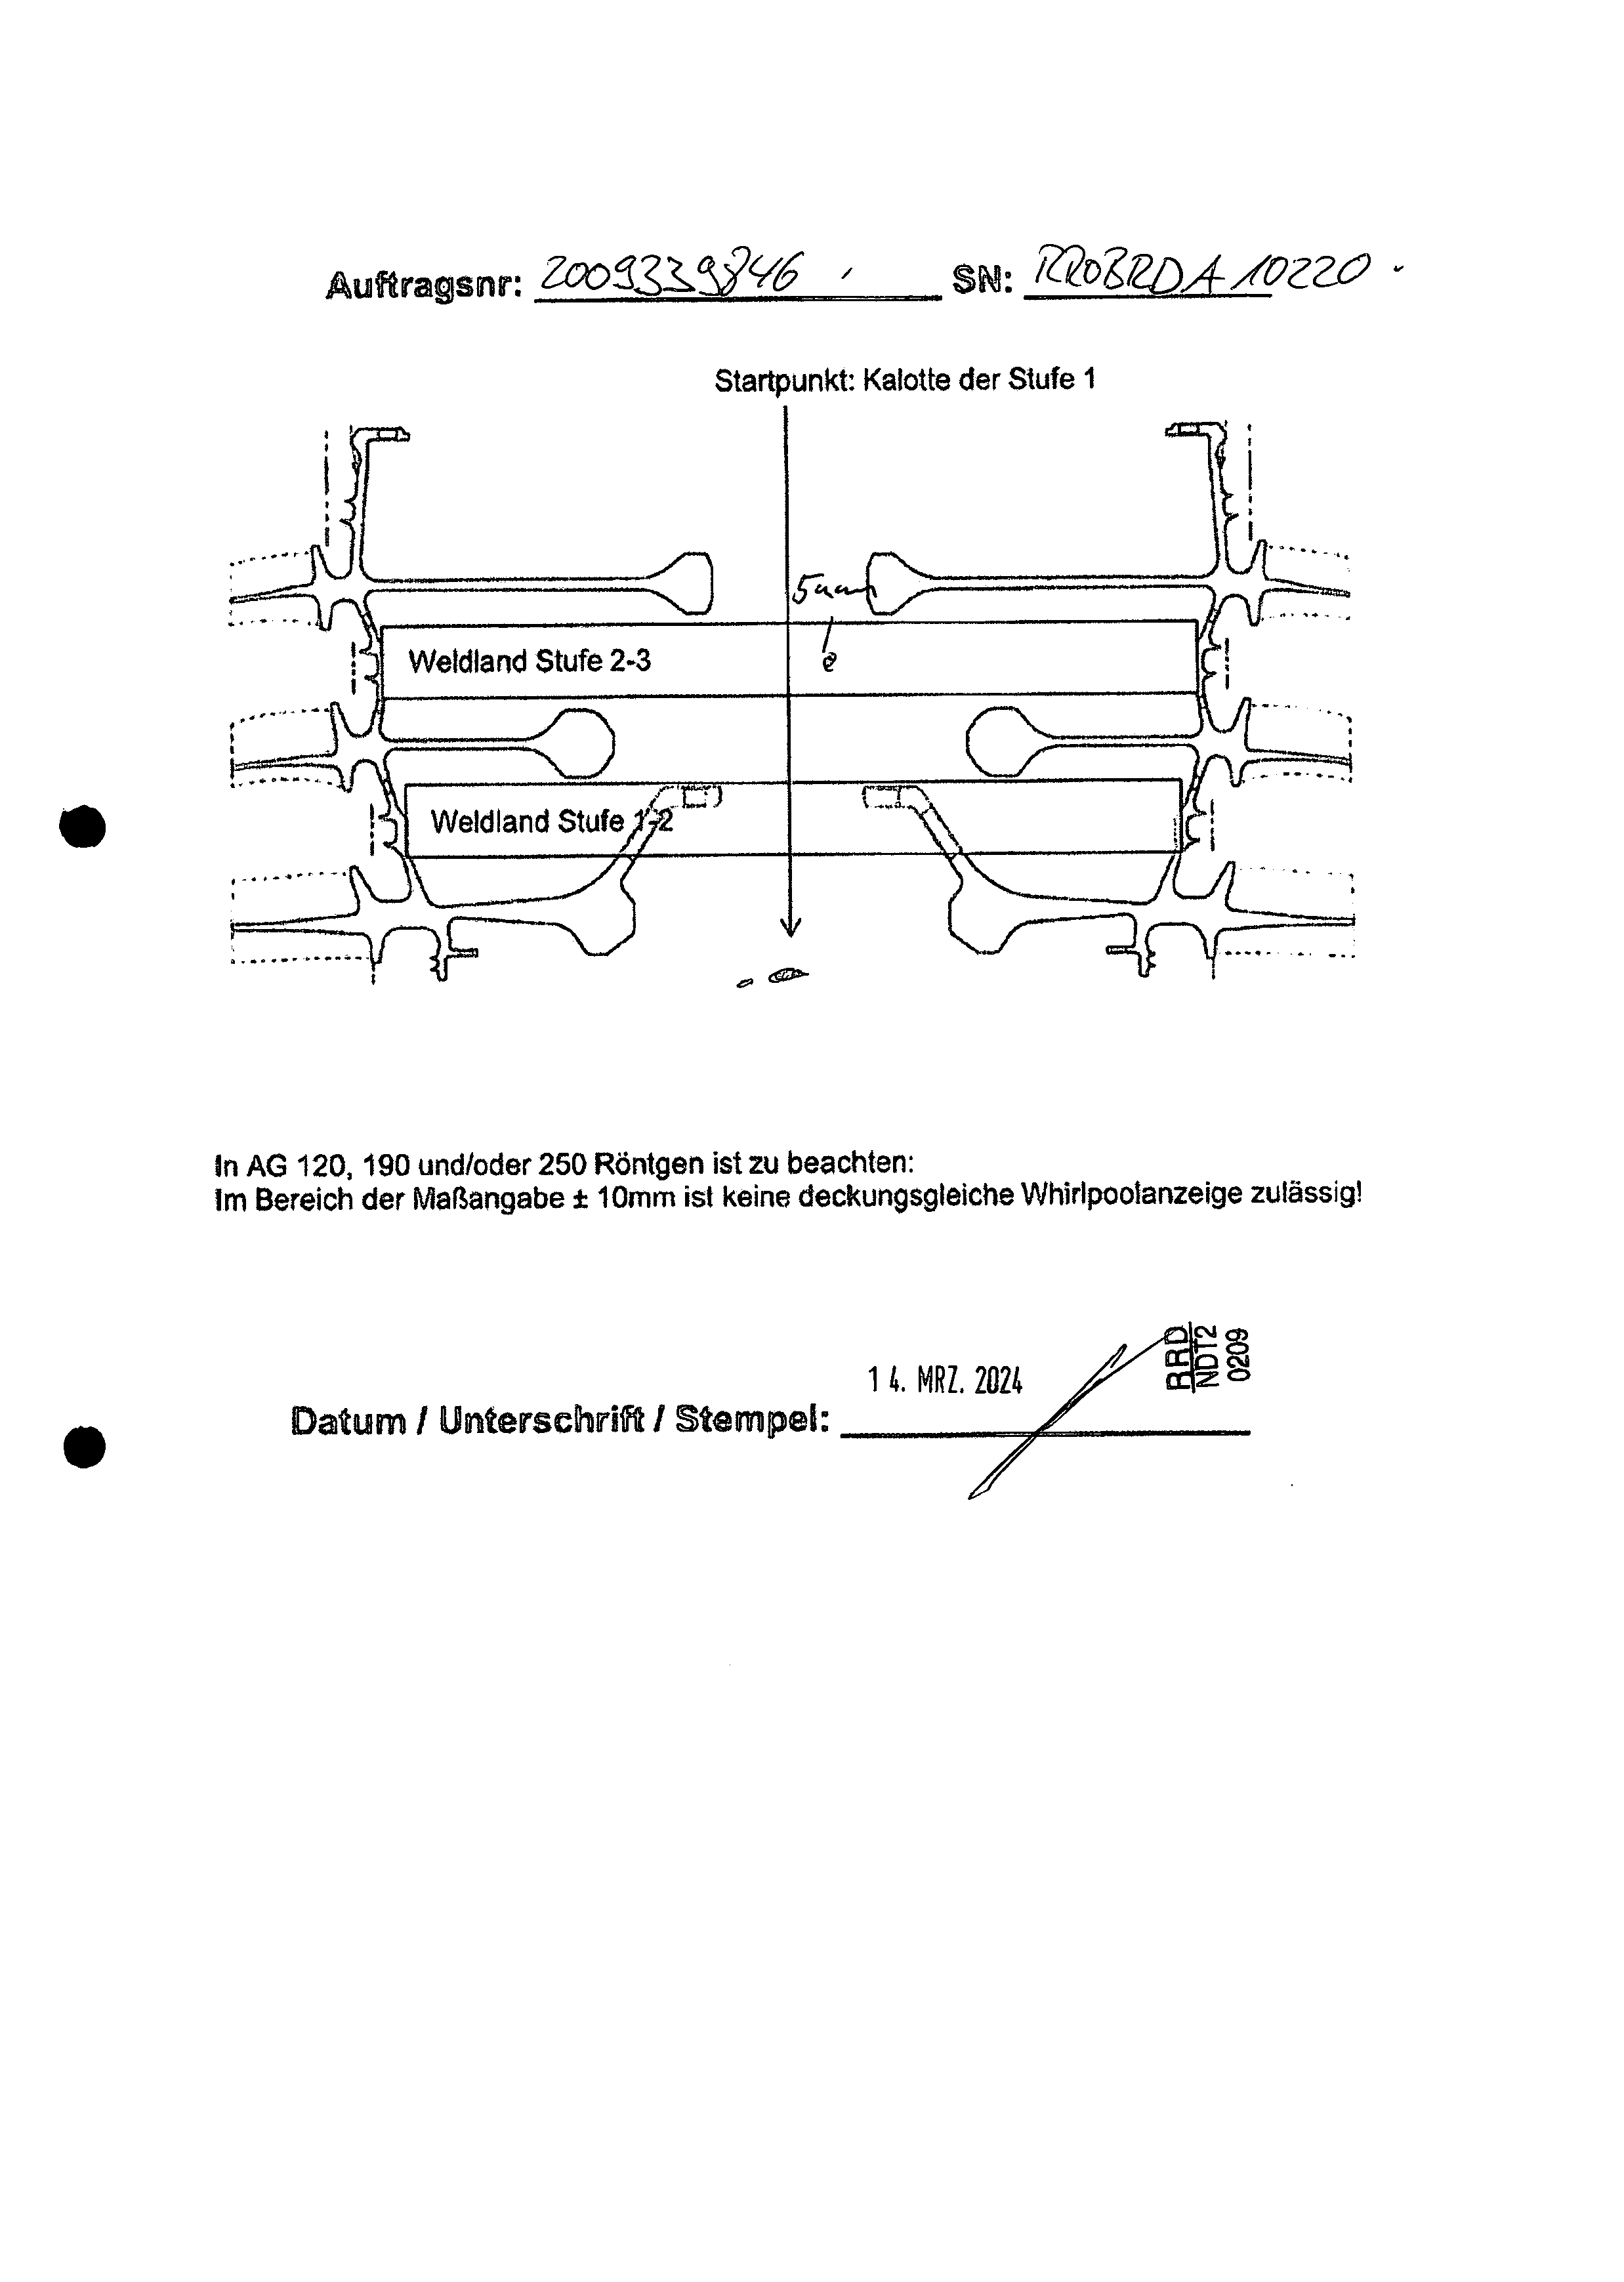 Auftragsnr: 2009339846 SN: RROBRDA10220
Startpunkt: Kalotte der Stufe 1
5mm
Weldland Stufe 2-3
Weldland Stufe 1-2
In AG 120, 190 und/oder 250 Röntgen ist zu beachten:
Im Bereich der Maßangabe ± 10mm ist keine deckungsgleiche Whirlpoolanzeige zulässig!
14. MRZ. 2024
RRD
NDT2
0209
Datum / Unterschrift / Stempel: